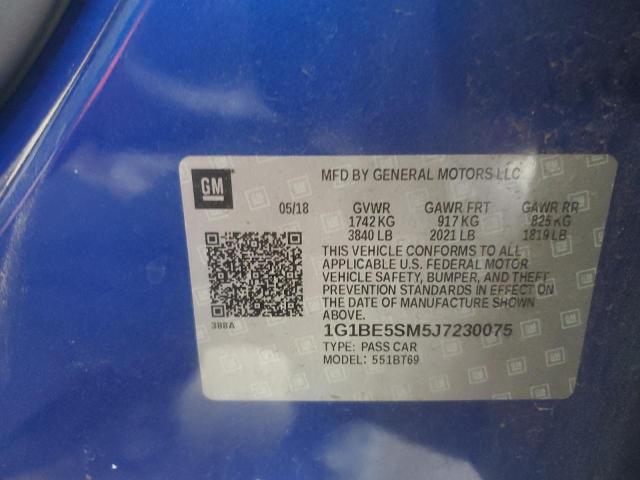 GM
MFD BY GENERAL MOTORS LLC
05/18 GVWR GAWR FRT GAWR RR
1742 KG 917 KG 825 KG
3840 LB 2021 LB 1819 LB
THIS VEHICLE CONFORMS TO ALL
APPLICABLE U.S. FEDERAL MOTOR
VEHICLE SAFETY, BUMPER, AND THEFT
PREVENTION STANDARDS IN EFFECT ON
THE DATE OF MANUFACTURE SHOWN
ABOVE.
388A
1G1BE5SM5J7230075
TYPE: PASS CAR
MODEL: 551BT69